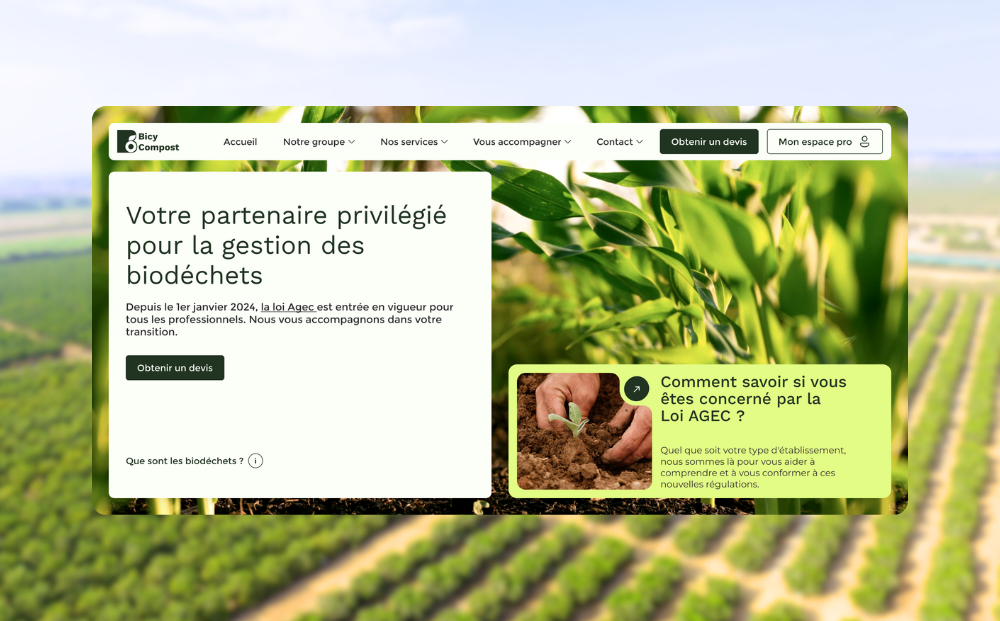 Bicy
Compost
Accueil
Notre groupe
Nos services
Vous accompagner
Contact
Obtenir un devis
Mon espace pro
Votre partenaire privilégié
pour la gestion des
biodéchets
Depuis le 1er janvier 2024, la loi Agec est entrée en vigueur pour
tous les professionnels. Nous vous accompagnons dans votre
transition.
Obtenir un devis
Que sont les biodéchets ? i
Comment savoir si vous
êtes concerné par la
Loi AGEC ?
Quel que soit votre type d'établissement,
nous sommes là pour vous aider à
comprendre et à vous conformer à ces
nouvelles régulations.